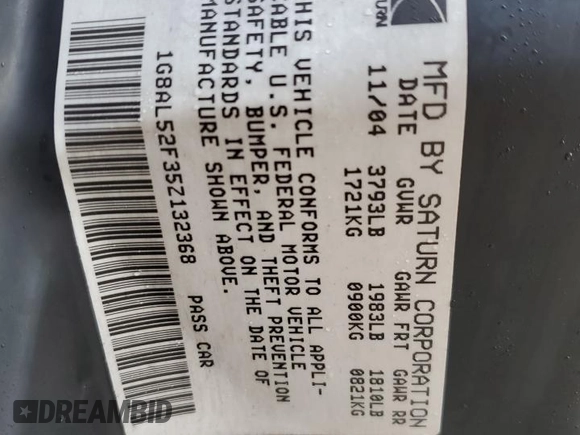 URN
MFD BY SATURN CORPORATION
DATE GVWR GAWR FRT GAWR RR
11/04 3793LB 1983LB 1810LB
1721KG 0900KG 0821KG
THIS VEHICLE CONFORMS TO ALL APPLI-
CABLE U.S. FEDERAL MOTOR VEHICLE
SAFETY, BUMPER, AND THEFT PREVENTION
STANDARDS IN EFFECT ON THE DATE OF
MANUFACTURE SHOWN ABOVE.
1G8AL52F35Z132368 PASS CAR
DREAMBID